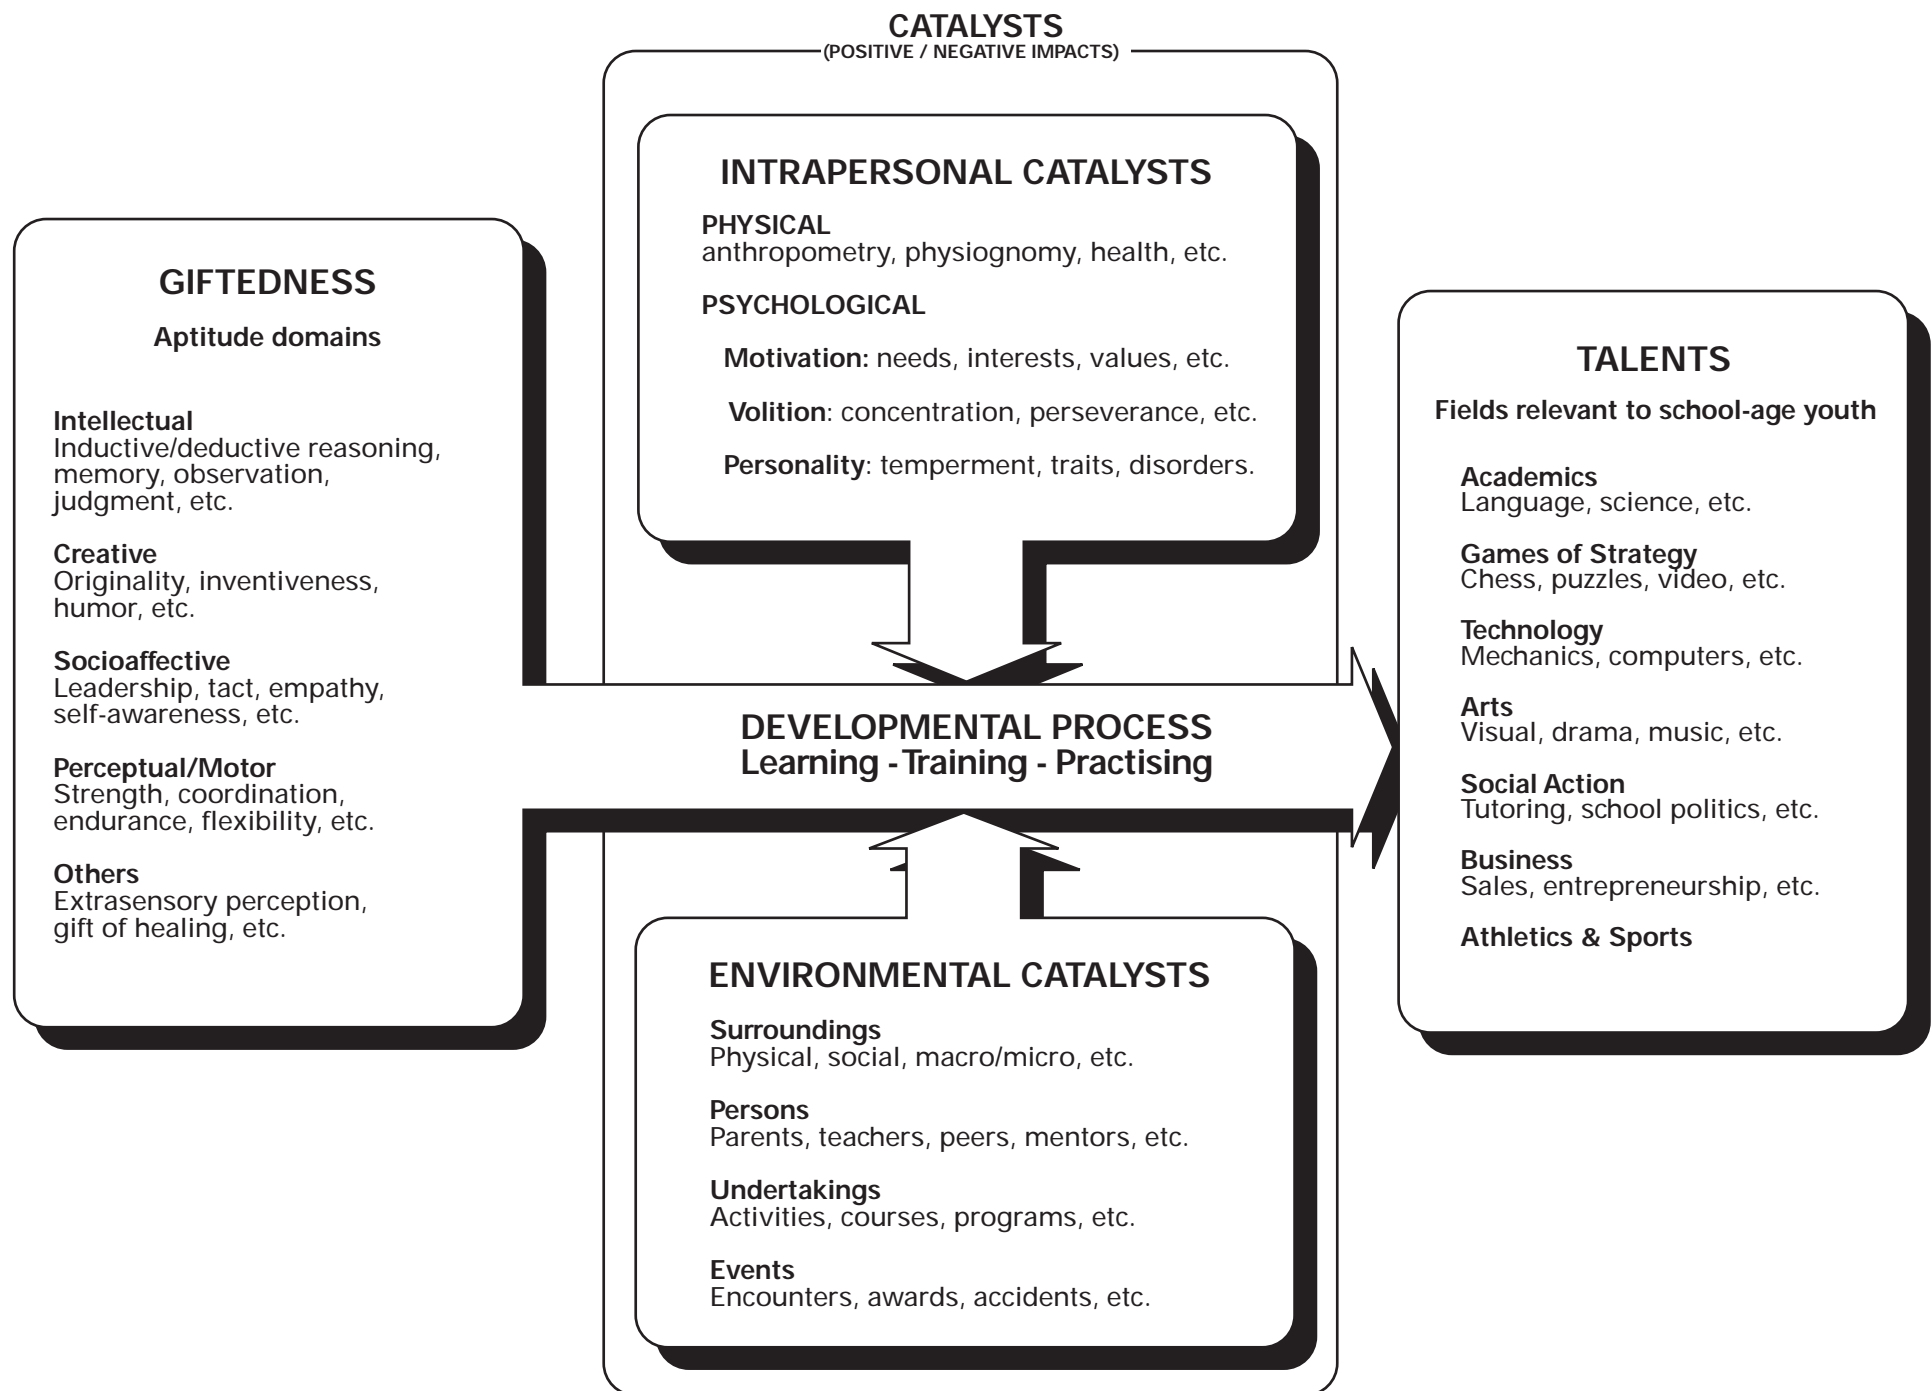 CATALYSTS
(POSITIVE / NEGATIVE IMPACTS)
INTRAPERSONAL CATALYSTS
PHYSICAL
anthropometry, physiognomy, health, etc.
PSYCHOLOGICAL
Motivation: needs, interests, values, etc.
Volition: concentration, perseverance, etc.
Personality: temperment, traits, disorders.
GIFTEDNESS
Aptitude domains
Intellectual
Inductive/deductive reasoning,
memory, observation,
judgment, etc.
Creative
Originality, inventiveness,
humor, etc.
Socioaffective
Leadership, tact, empathy,
self-awareness, etc.
Perceptual/Motor
Strength, coordination,
endurance, flexibility, etc.
Others
Extrasensory perception,
gift of healing, etc.
DEVELOPMENTAL PROCESS
Learning - Training - Practising
ENVIRONMENTAL CATALYSTS
Surroundings
Physical, social, macro/micro, etc.
Persons
Parents, teachers, peers, mentors, etc.
Undertakings
Activities, courses, programs, etc.
Events
Encounters, awards, accidents, etc.
TALENTS
Fields relevant to school-age youth
Academics
Language, science, etc.
Games of Strategy
Chess, puzzles, video, etc.
Technology
Mechanics, computers, etc.
Arts
Visual, drama, music, etc.
Social Action
Tutoring, school politics, etc.
Business
Sales, entrepreneurship, etc.
Athletics & Sports